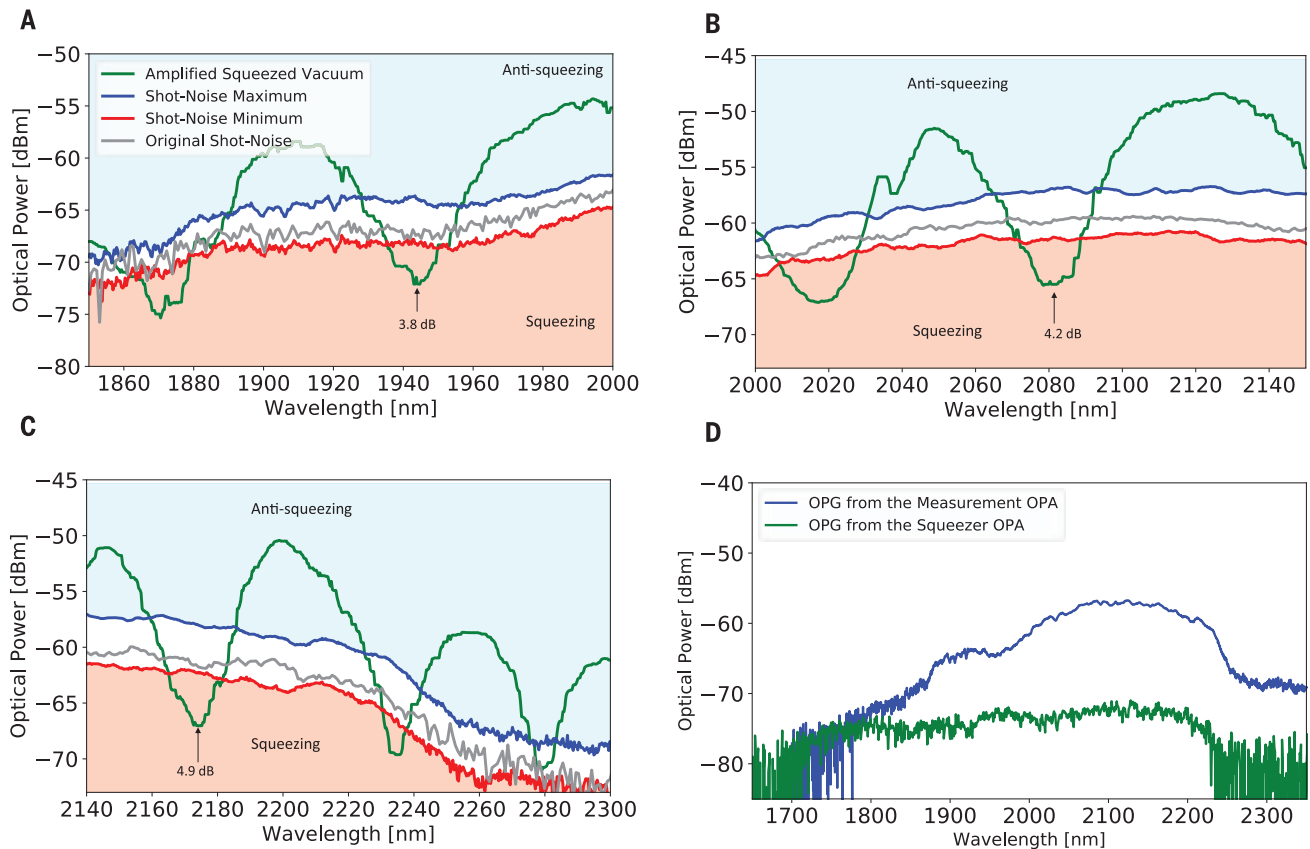 A
−50
−55
−60
−65
−70
−75
−80
Optical Power [dBm]
Amplified Squeezed Vacuum
Shot-Noise Maximum
Shot-Noise Minimum
Original Shot-Noise
Anti-squeezing
Squeezing
3.8 dB
1860 1880 1900 1920 1940 1960 1980 2000
Wavelength [nm]
B
−45
−50
−55
−60
−65
−70
Optical Power [dBm]
Anti-squeezing
Squeezing
4.2 dB
2000 2020 2040 2060 2080 2100 2120 2140
Wavelength [nm]
C
−45
−50
−55
−60
−65
−70
Optical Power [dBm]
Anti-squeezing
Squeezing
4.9 dB
2140 2160 2180 2200 2220 2240 2260 2280 2300
Wavelength [nm]
D
−40
−50
−60
−70
−80
Optical Power [dBm]
OPG from the Measurement OPA
OPG from the Squeezer OPA
1700 1800 1900 2000 2100 2200 2300
Wavelength [nm]